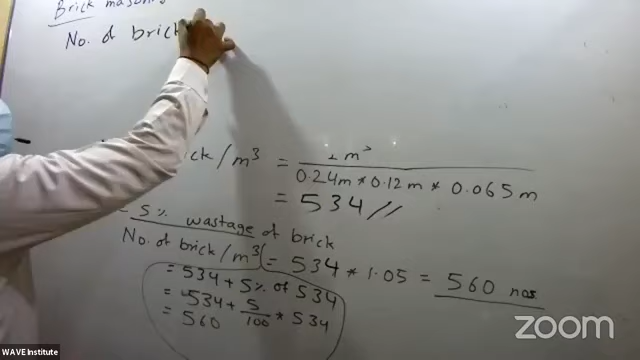 Brick masonry
No. of brick
ick/m³ = 1 m³
0.24m * 0.12m * 0.065m
= 534 //
- 5% wastage of brick
No. of brick/m³ = 534 * 1.05 = 560 nos
= 534 + 5% of 534
= 534 + 5/100 * 534
= 560
zoom
WAVE Institute